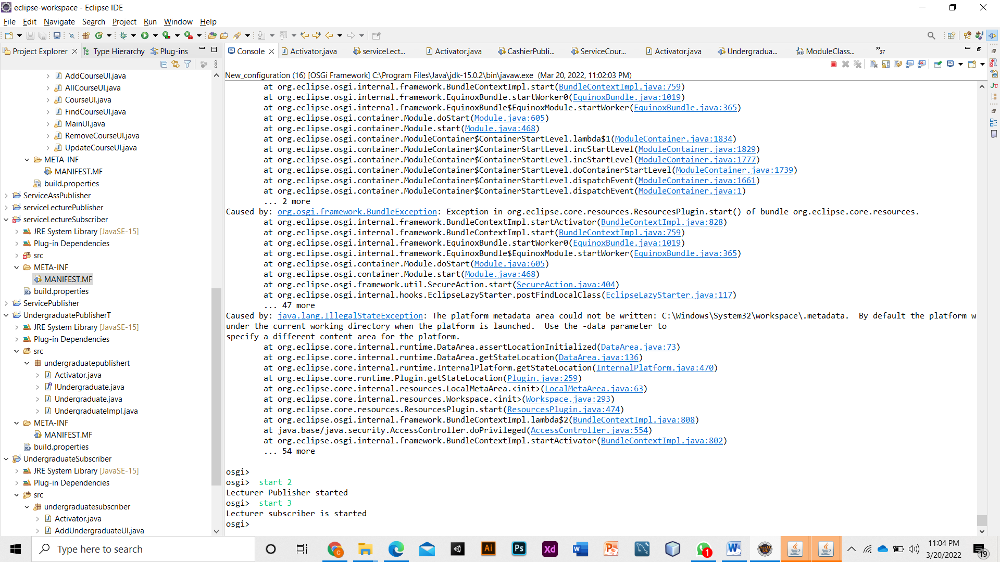 eclipse-workspace - Eclipse IDE
File Edit Navigate Search Project Run Window Help
Project Explorer Type Hierarchy Plug-ins
Console Activator.java serviceLect... Activator.java CashierPubli... ServiceCour... Activator.java Undergradua... ModuleClass... »37
New_configuration (16) [OSGi Framework] C:\Program Files\Java\jdk-15.0.2\bin\javaw.exe (Mar 20, 2022, 11:02:03 PM)
AddCourseUI.java
AllCourseUI.java
CourseUI.java
FindCourseUI.java
MainUI.java
RemoveCourseUI.java
UpdateCourseUI.java
META-INF
MANIFEST.MF
build.properties
ServiceAssPublisher
serviceLecturePublisher
serviceLectureSubscriber
JRE System Library [JavaSE-15]
Plug-in Dependencies
src
META-INF
MANIFEST.MF
build.properties
ServicePublisher
UndergraduatePublisherT
JRE System Library [JavaSE-15]
Plug-in Dependencies
src
undergraduatepublishert
Activator.java
IUndergraduate.java
Undergraduate.java
UndergraduateImpl.java
META-INF
MANIFEST.MF
build.properties
UndergraduateSubscriber
JRE System Library [JavaSE-15]
Plug-in Dependencies
src
undergraduatesubscriber
Activator.java
AddUndergraduateUI.java
at org.eclipse.osgi.internal.framework.BundleContextImpl.start(BundleContextImpl.java:759)
at org.eclipse.osgi.internal.framework.EquinoxBundle.startWorker0(EquinoxBundle.java:1019)
at org.eclipse.osgi.internal.framework.EquinoxBundle$EquinoxModule.startWorker(EquinoxBundle.java:365)
at org.eclipse.osgi.container.Module.doStart(Module.java:605)
at org.eclipse.osgi.container.Module.start(Module.java:468)
at org.eclipse.osgi.container.ModuleContainer$ContainerStartLevel.lambda$1(ModuleContainer.java:1834)
at org.eclipse.osgi.container.ModuleContainer$ContainerStartLevel.incStartLevel(ModuleContainer.java:1829)
at org.eclipse.osgi.container.ModuleContainer$ContainerStartLevel.incStartLevel(ModuleContainer.java:1777)
at org.eclipse.osgi.container.ModuleContainer$ContainerStartLevel.doContainerStartLevel(ModuleContainer.java:1739)
at org.eclipse.osgi.container.ModuleContainer$ContainerStartLevel.dispatchEvent(ModuleContainer.java:1661)
at org.eclipse.osgi.container.ModuleContainer$ContainerStartLevel.dispatchEvent(ModuleContainer.java:1)
... 2 more
Caused by: org.osgi.framework.BundleException: Exception in org.eclipse.core.resources.ResourcesPlugin.start() of bundle org.eclipse.core.resources.
at org.eclipse.osgi.internal.framework.BundleContextImpl.startActivator(BundleContextImpl.java:828)
at org.eclipse.osgi.internal.framework.BundleContextImpl.start(BundleContextImpl.java:759)
at org.eclipse.osgi.internal.framework.EquinoxBundle.startWorker0(EquinoxBundle.java:1019)
at org.eclipse.osgi.internal.framework.EquinoxBundle$EquinoxModule.startWorker(EquinoxBundle.java:365)
at org.eclipse.osgi.container.Module.doStart(Module.java:605)
at org.eclipse.osgi.container.Module.start(Module.java:468)
at org.eclipse.osgi.framework.util.SecureAction.start(SecureAction.java:404)
at org.eclipse.osgi.internal.hooks.EclipseLazyStarter.postFindLocalClass(EclipseLazyStarter.java:117)
... 47 more
Caused by: java.lang.IllegalStateException: The platform metadata area could not be written: C:\Windows\System32\workspace\.metadata. By default the platform w
under the current working directory when the platform is launched. Use the -data parameter to
specify a different content area for the platform.
at org.eclipse.core.internal.runtime.DataArea.assertLocationInitialized(DataArea.java:73)
at org.eclipse.core.internal.runtime.DataArea.getStateLocation(DataArea.java:136)
at org.eclipse.core.internal.runtime.InternalPlatform.getStateLocation(InternalPlatform.java:470)
at org.eclipse.core.runtime.Plugin.getStateLocation(Plugin.java:259)
at org.eclipse.core.internal.resources.LocalMetaArea.<init>(LocalMetaArea.java:63)
at org.eclipse.core.internal.resources.Workspace.<init>(Workspace.java:293)
at org.eclipse.core.resources.ResourcesPlugin.start(ResourcesPlugin.java:474)
at org.eclipse.osgi.internal.framework.BundleContextImpl.lambda$2(BundleContextImpl.java:808)
at java.base/java.security.AccessController.doPrivileged(AccessController.java:554)
at org.eclipse.osgi.internal.framework.BundleContextImpl.startActivator(BundleContextImpl.java:802)
... 54 more
osgi>
osgi> start 2
Lecturer Publisher started
osgi> start 3
Lecturer subscriber is started
osgi>
Type here to search
Ai Ps Xd
1
11:04 PM
3/20/2022
19